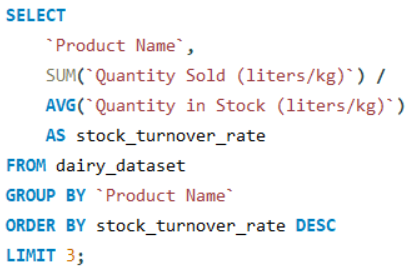 SELECT
    `Product Name`,
    SUM(`Quantity Sold (liters/kg)`) /
    AVG(`Quantity in Stock (liters/kg)`)
    AS stock_turnover_rate
FROM dairy_dataset
GROUP BY `Product Name`
ORDER BY stock_turnover_rate DESC
LIMIT 3;